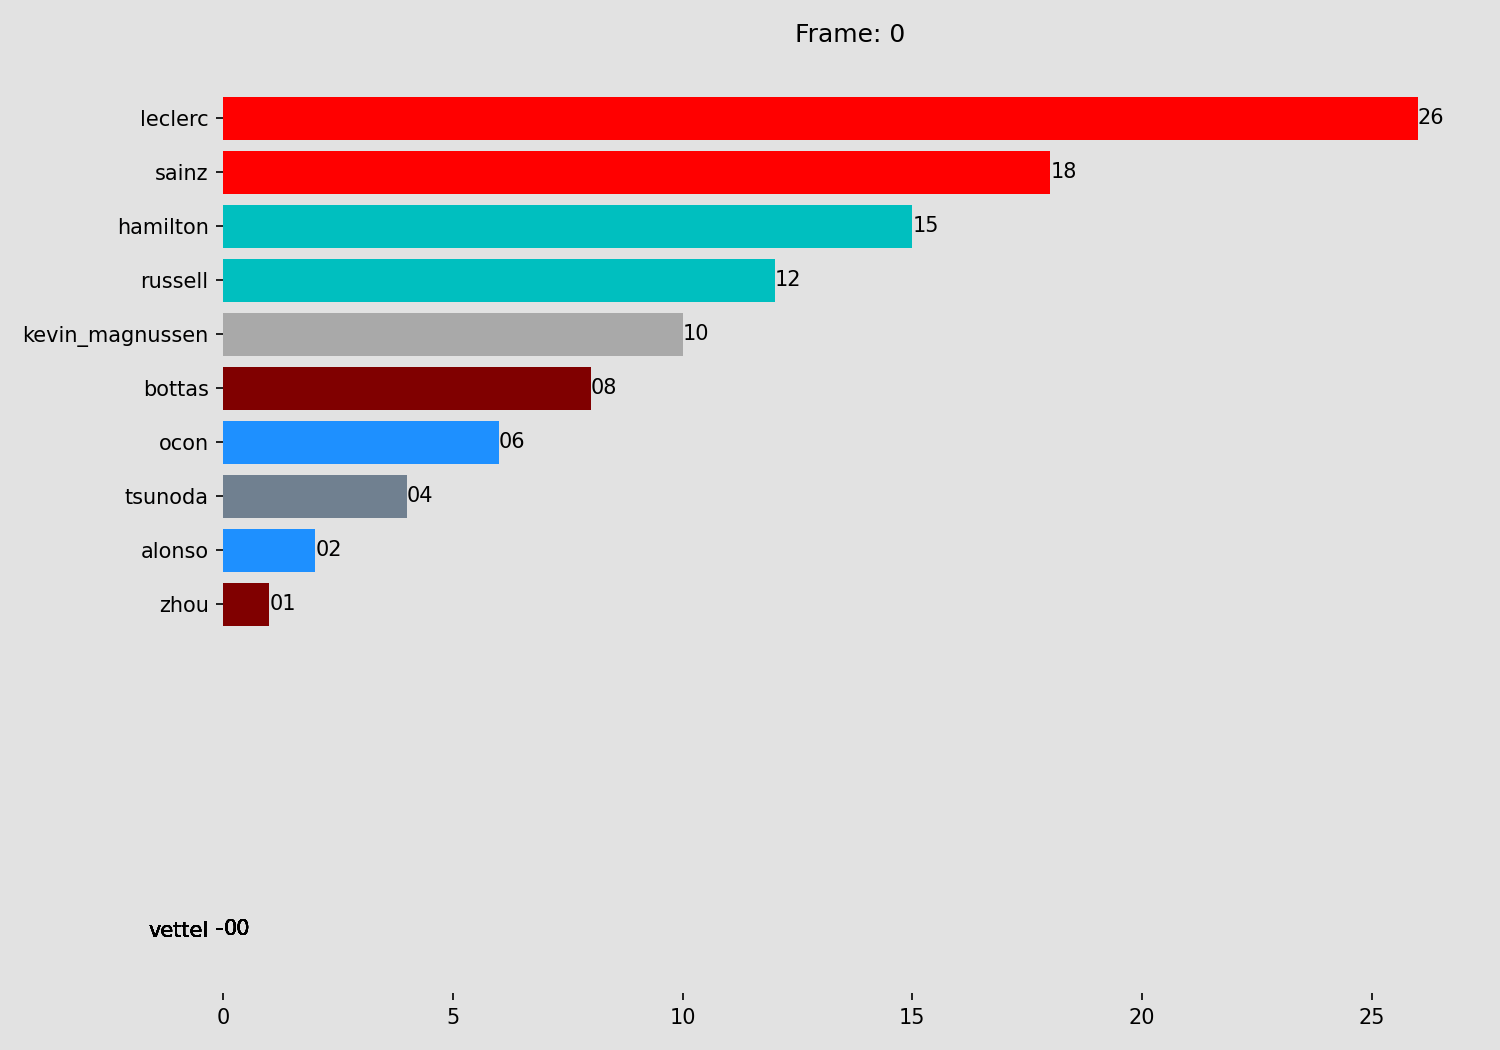 Frame: 0
leclerc 26
sainz 18
hamilton 15
russell 12
kevin_magnussen 10
bottas 08
ocon 06
tsunoda 04
alonso 02
zhou 01
vettel 00
0 5 10 15 20 25